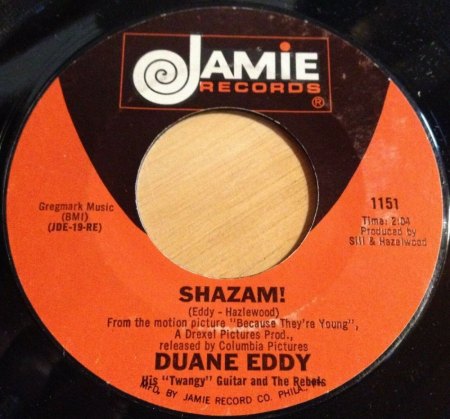 JAMIE
RECORDS
®
Gregmark Music
(BMI)
(JDE-19-RE)
1151
Time: 2:04
Produced by
Sill & Hazelwood
SHAZAM!
(Eddy - Hazlewood)
From the motion picture "Because They're Young",
A Drexel Pictures Prod.,
released by Columbia Pictures
DUANE EDDY
His "Twangy" Guitar and The Rebels
MFG. BY JAMIE RECORD CO. PHILA.